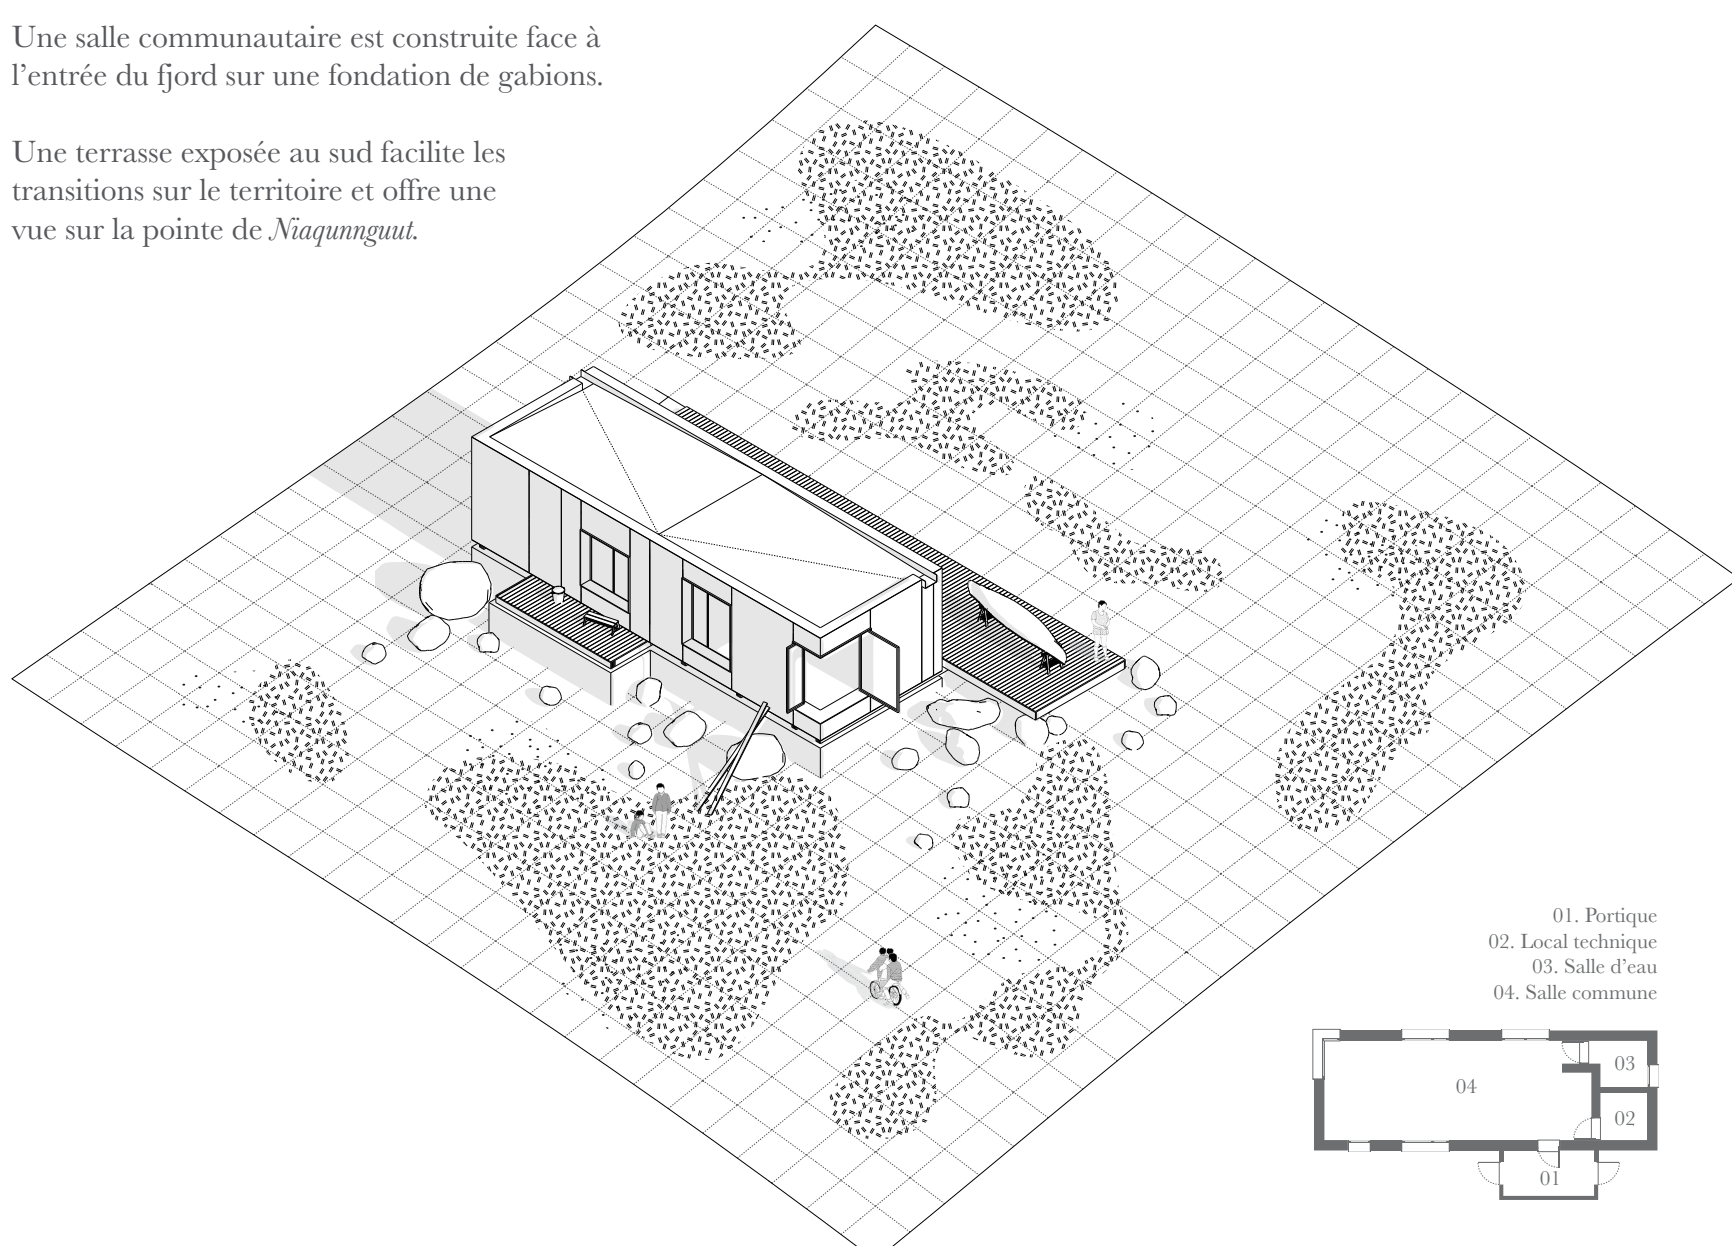 Une salle communautaire est construite face à
l’entrée du fjord sur une fondation de gabions.
Une terrasse exposée au sud facilite les
transitions sur le territoire et offre une
vue sur la pointe de Niaqunnguut.
01. Portique
02. Local technique
03. Salle d’eau
04. Salle commune
03
04
02
01